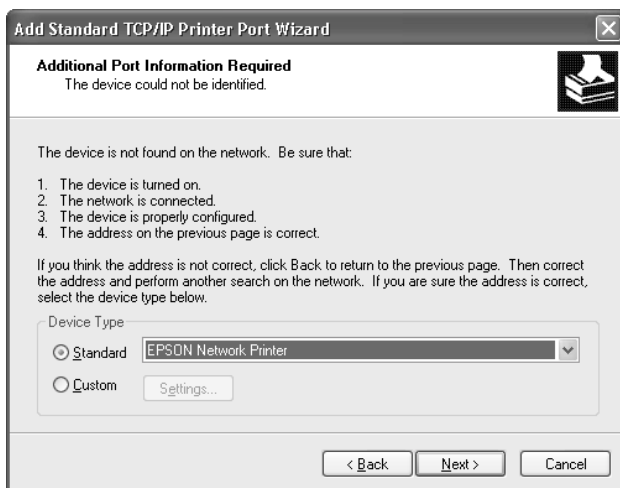 Add Standard TCP/IP Printer Port Wizard
Additional Port Information Required
The device could not be identified.
The device is not found on the network. Be sure that:
1. The device is turned on.
2. The network is connected.
3. The device is properly configured.
4. The address on the previous page is correct.
If you think the address is not correct, click Back to return to the previous page. Then correct
the address and perform another search on the network. If you are sure the address is correct,
select the device type below.
Device Type
Standard EPSON Network Printer
Custom Settings...
< Back Next > Cancel